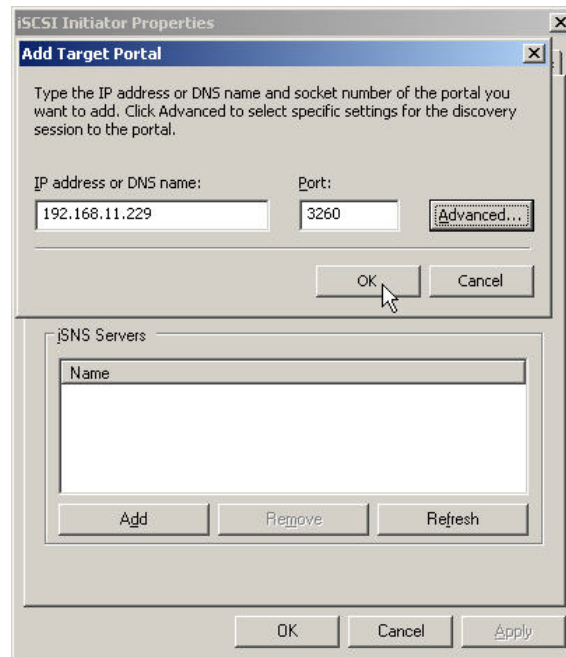 iSCSI Initiator Properties
Add Target Portal
Type the IP address or DNS name and socket number of the portal you
want to add. Click Advanced to select specific settings for the discovery
session to the portal.
IP address or DNS name:
Port:
192.168.11.229
3260
Advanced...
OK
Cancel
iSNS Servers
Name
Add
Remove
Refresh
OK
Cancel
Apply